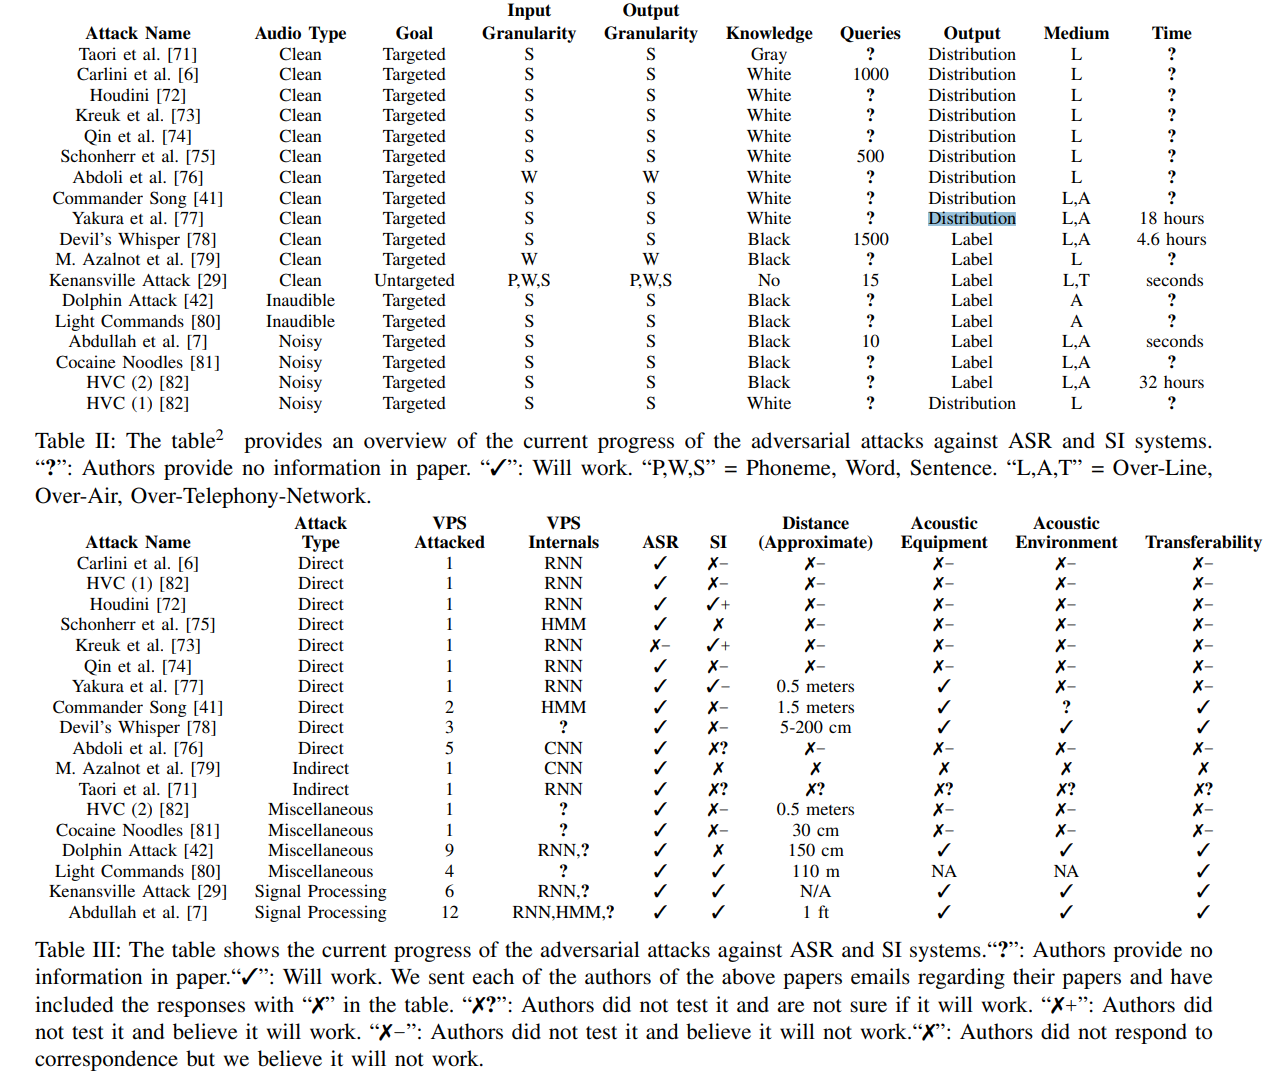 Attack Name Audio Type Goal Input Granularity Output Granularity Knowledge Queries Output Medium Time
Taori et al. [71] Clean Targeted S S Gray ? Distribution L ?
Carlini et al. [6] Clean Targeted S S White 1000 Distribution L ?
Houdini [72] Clean Targeted S S White ? Distribution L ?
Kreuk et al. [73] Clean Targeted S S White ? Distribution L ?
Qin et al. [74] Clean Targeted S S White ? Distribution L ?
Schonherr et al. [75] Clean Targeted S S White 500 Distribution L ?
Abdoli et al. [76] Clean Targeted W W White ? Distribution L ?
Commander Song [41] Clean Targeted S S White ? Distribution L,A ?
Yakura et al. [77] Clean Targeted S S White ? Distribution L,A 18 hours
Devil's Whisper [78] Clean Targeted S S Black 1500 Label L,A 4.6 hours
M. Azalnot et al. [79] Clean Targeted W W Black ? Label L ?
Kenansville Attack [29] Clean Untargeted P,W,S P,W,S No 15 Label L,T seconds
Dolphin Attack [42] Inaudible Targeted S S Black ? Label A ?
Light Commands [80] Inaudible Targeted S S Black ? Label A ?
Abdullah et al. [7] Noisy Targeted S S Black 10 Label L,A seconds
Cocaine Noodles [81] Noisy Targeted S S Black ? Label L,A ?
HVC (2) [82] Noisy Targeted S S Black ? Label L,A 32 hours
HVC (1) [82] Noisy Targeted S S White ? Distribution L ?
Table II: The table2 provides an overview of the current progress of the adversarial attacks against ASR and SI systems.
“?”: Authors provide no information in paper. “✓”: Will work. “P,W,S” = Phoneme, Word, Sentence. “L,A,T” = Over-Line,
Over-Air, Over-Telephony-Network.
Attack Name Attack Type VPS Attacked VPS Internals ASR SI Distance (Approximate) Acoustic Equipment Acoustic Environment Transferability
Carlini et al. [6] Direct 1 RNN ✓ ✗– ✗– ✗– ✗– ✗–
HVC (1) [82] Direct 1 RNN ✓ ✗– ✗– ✗– ✗– ✗–
Houdini [72] Direct 1 RNN ✓ ✓+ ✗– ✗– ✗– ✗–
Schonherr et al. [75] Direct 1 HMM ✓ ✗ ✗– ✗– ✗– ✗–
Kreuk et al. [73] Direct 1 RNN ✗– ✓+ ✗– ✗– ✗– ✗–
Qin et al. [74] Direct 1 RNN ✓ ✗– ✗– ✗– ✗– ✗–
Yakura et al. [77] Direct 1 RNN ✓ ✓– 0.5 meters ✓ ✗– ✗–
Commander Song [41] Direct 2 HMM ✓ ✗– 1.5 meters ✓ ? ✓
Devil's Whisper [78] Direct 3 ? ✓ ✗– 5-200 cm ✓ ✓ ✓
Abdoli et al. [76] Direct 5 CNN ✓ ✗? ✗– ✗– ✗– ✗–
M. Azalnot et al. [79] Indirect 1 CNN ✓ ✗ ✗ ✗ ✗ ✗
Taori et al. [71] Indirect 1 RNN ✓ ✗? ✗? ✗? ✗? ✗?
HVC (2) [82] Miscellaneous 1 ? ✓ ✗– 0.5 meters ✗– ✗– ✗–
Cocaine Noodles [81] Miscellaneous 1 ? ✓ ✗– 30 cm ✗– ✗– ✗–
Dolphin Attack [42] Miscellaneous 9 RNN,? ✓ ✗ 150 cm ✓ ✓ ✓
Light Commands [80] Miscellaneous 4 ? ✓ ✓ 110 m NA NA ✓
Kenansville Attack [29] Signal Processing 6 RNN,? ✓ ✓ N/A ✓ ✓ ✓
Abdullah et al. [7] Signal Processing 12 RNN,HMM,? ✓ ✓ 1 ft ✓ ✓ ✓
Table III: The table shows the current progress of the adversarial attacks against ASR and SI systems.“?”: Authors provide no
information in paper.“✓”: Will work. We sent each of the authors of the above papers emails regarding their papers and have
included the responses with “✗” in the table. “✗?”: Authors did not test it and are not sure if it will work. “✗+”: Authors did
not test it and believe it will work. “✗–”: Authors did not test it and believe it will not work.“✗”: Authors did not respond to
correspondence but we believe it will not work.